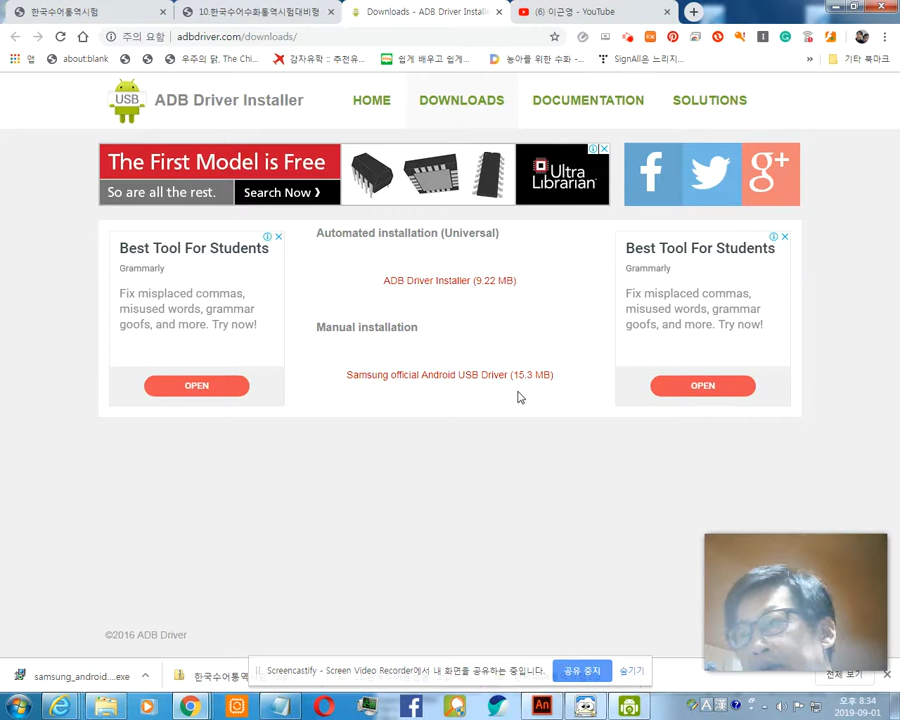 한국수어통역시험
10.한국수어수화통역시험대비형
Downloads - ADB Driver Installe
(6) 이근영 - YouTube
주의 요함
adbdriver.com/downloads/
앱
about:blank
우주의 닭, The Chi...
감자유학 :: 추천유...
쉽게 배우고 쉽게...
농아를 위한 수화 -...
SignAll은 느리지...
»
기타 북마크
USB
ADB Driver Installer
HOME
DOWNLOADS
DOCUMENTATION
SOLUTIONS
The First Model is Free
So are all the rest.
Search Now ❯
Ultra
Librarian
f
g+
Automated installation (Universal)
Best Tool For Students
Grammarly
Fix misplaced commas,
misused words, grammar
goofs, and more. Try now!
OPEN
ADB Driver Installer (9.22 MB)
Manual installation
Samsung official Android USB Driver (15.3 MB)
Best Tool For Students
Grammarly
Fix misplaced commas,
misused words, grammar
goofs, and more. Try now!
OPEN
©2016 ADB Driver
samsung_android....exe
한국수어통역
Screencastify - Screen Video Recorder에서 내 화면을 공유하는 중입니다.
공유 중지
숨기기
전체 보기
An
A漢
오후 8:34
2019-09-01